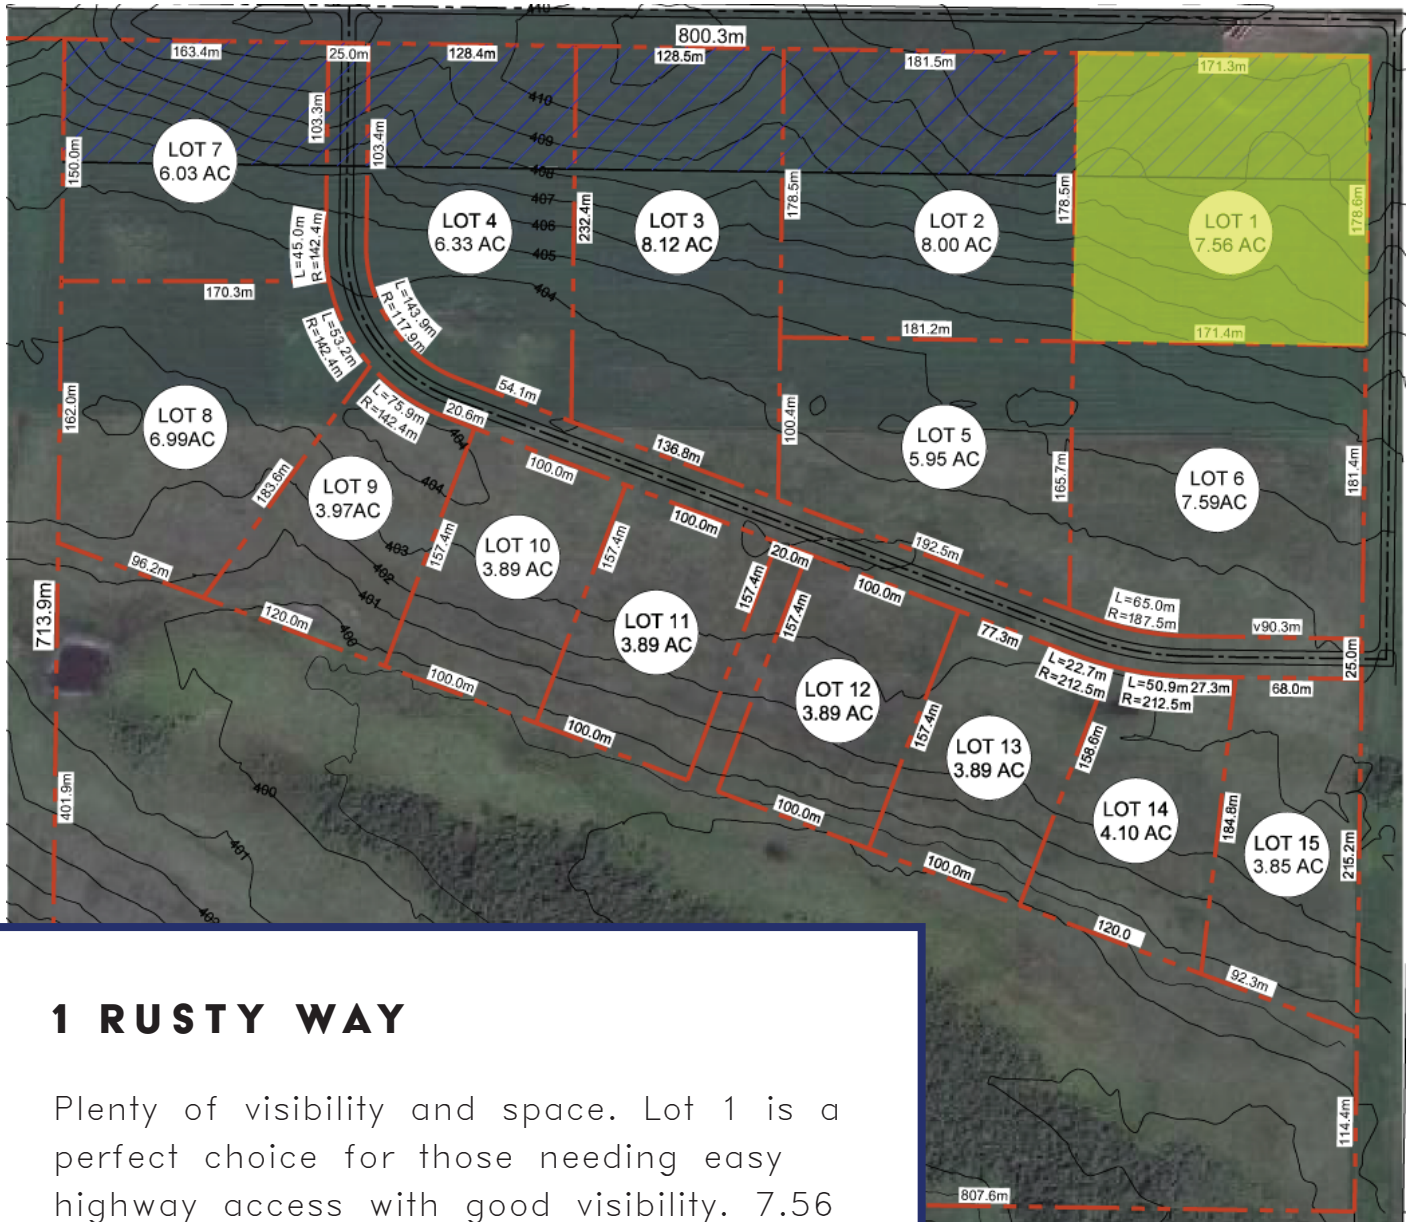 410
800.3m
163.4m
25.0m
128.4m
128.5m
181.5m
171.3m
103.3m
103.4m
150.0m
410
409
408
407
406
405
404
LOT 7
6.03 AC
LOT 4
6.33 AC
232.4m
LOT 3
8.12 AC
178.5m
LOT 2
8.00 AC
178.5m
LOT 1
7.56 AC
178.6m
L=45.0m
R=142.4m
170.3m
L=143.9m
R=117.9m
L=53.2m
R=142.4m
181.2m
171.4m
162.0m
LOT 8
6.99AC
L=75.9m
R=142.4m
20.6m
54.1m
136.8m
100.4m
LOT 5
5.95 AC
165.7m
LOT 6
7.59AC
181.4m
183.6m
LOT 9
3.97AC
404
404
403
402
401
400
157.4m
100.0m
LOT 10
3.89 AC
157.4m
100.0m
192.5m
96.2m
120.0m
713.9m
LOT 11
3.89 AC
157.4m
20.0m
157.4m
100.0m
L=65.0m
R=187.5m
v90.3m
25.0m
77.3m
L=22.7m
R=212.5m
L=50.9m
R=212.5m
27.3m
68.0m
100.0m
100.0m
LOT 12
3.89 AC
157.4m
LOT 13
3.89 AC
158.6m
LOT 14
4.10 AC
184.8m
LOT 15
3.85 AC
215.2m
401.9m
400
401
402
100.0m
100.0m
120.0
92.3m
114.4m
807.6m
1 RUSTY WAY
Plenty of visibility and space. Lot 1 is a
perfect choice for those needing easy
highway access with good visibility. 7.56